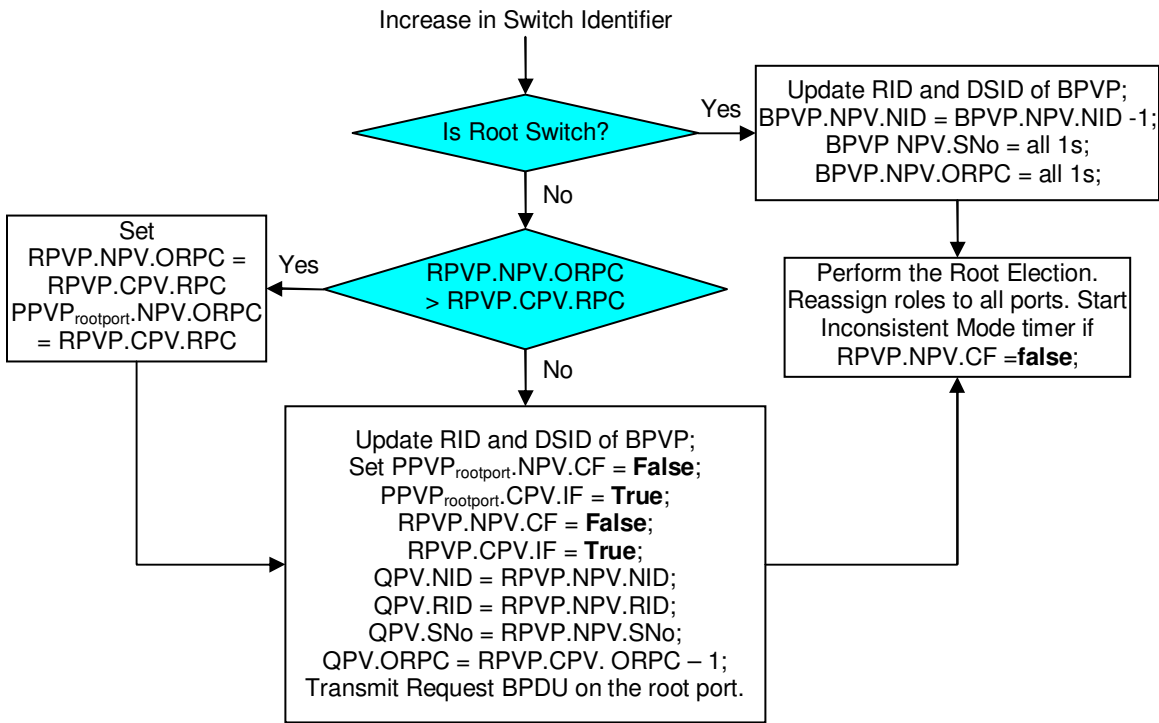 Increase in Switch Identifier
Is Root Switch?
Yes
Update RID and DSID of BPVP;
BPVP.NPV.NID = BPVP.NPV.NID -1;
BPVP NPV.SNo = all 1s;
BPVP.NPV.ORPC = all 1s;
No
RPVP.NPV.ORPC
> RPVP.CPV.RPC
Yes
Set
RPVP.NPV.ORPC =
RPVP.CPV.RPC
PPVProotport.NPV.ORPC
= RPVP.CPV.RPC
Perform the Root Election.
Reassign roles to all ports. Start
Inconsistent Mode timer if
RPVP.NPV.CF =false;
No
Update RID and DSID of BPVP;
Set PPVProotport.NPV.CF = False;
PPVProotport.CPV.IF = True;
RPVP.NPV.CF = False;
RPVP.CPV.IF = True;
QPV.NID = RPVP.NPV.NID;
QPV.RID = RPVP.NPV.RID;
QPV.SNo = RPVP.NPV.SNo;
QPV.ORPC = RPVP.CPV. ORPC – 1;
Transmit Request BPDU on the root port.